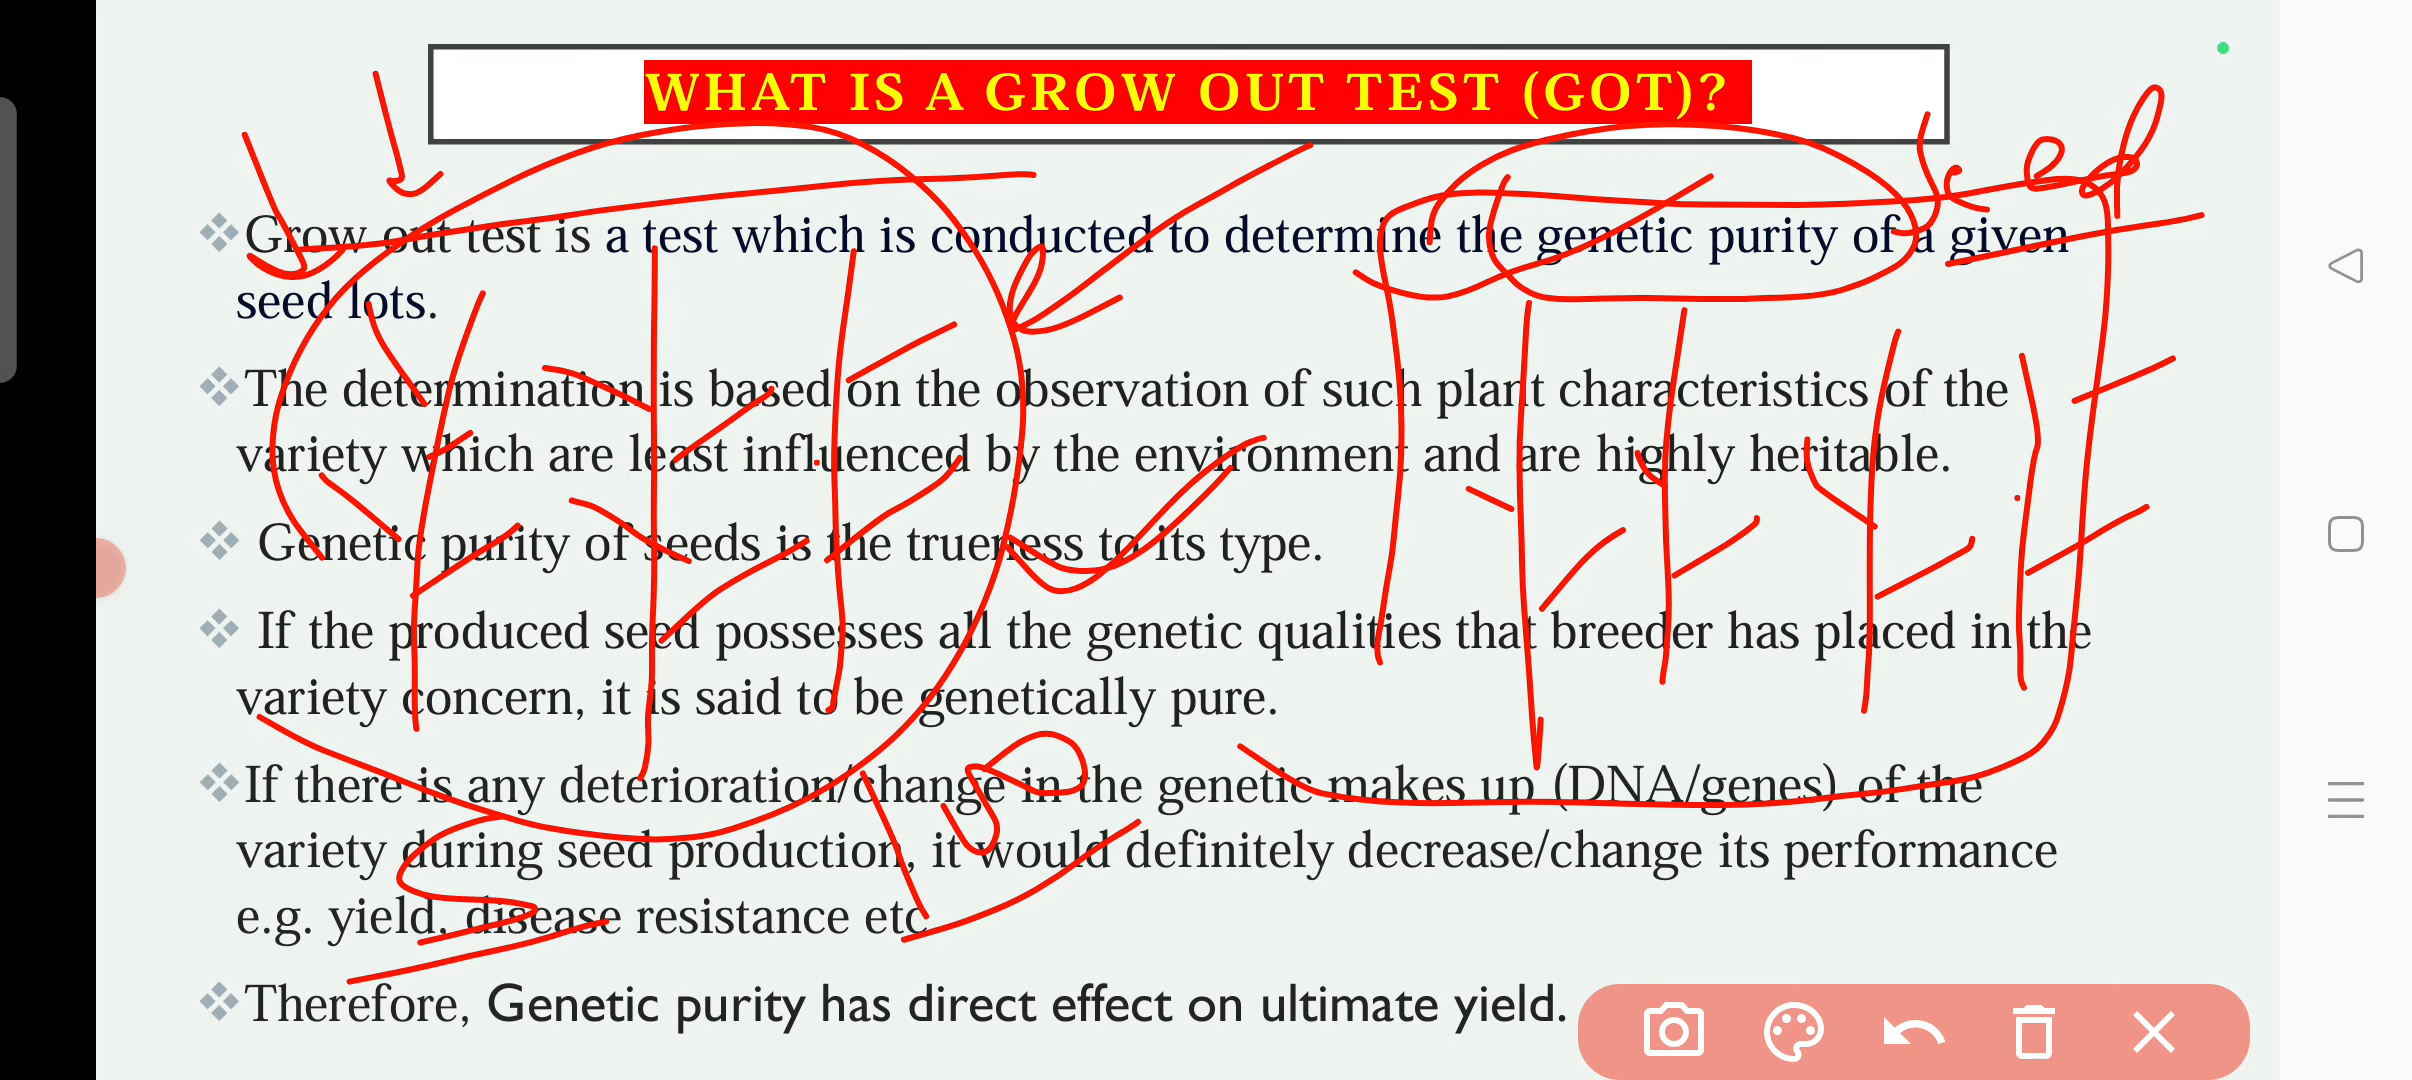 WHAT IS A GROW OUT TEST (GOT)?
seed
Grow out test is a test which is conducted to determine the genetic purity of a given
seed lots.
The determination is based on the observation of such plant characteristics of the
variety which are least influenced by the environment and are highly heritable.
Genetic purity of seeds is the trueness to its type.
If the produced seed possesses all the genetic qualities that breeder has placed in the
variety concern, it is said to be genetically pure.
If there is any deterioration/change in the genetic makes up (DNA/genes) of the
variety during seed production, it would definitely decrease/change its performance
e.g. yield, disease resistance etc
Therefore, Genetic purity has direct effect on ultimate yield.